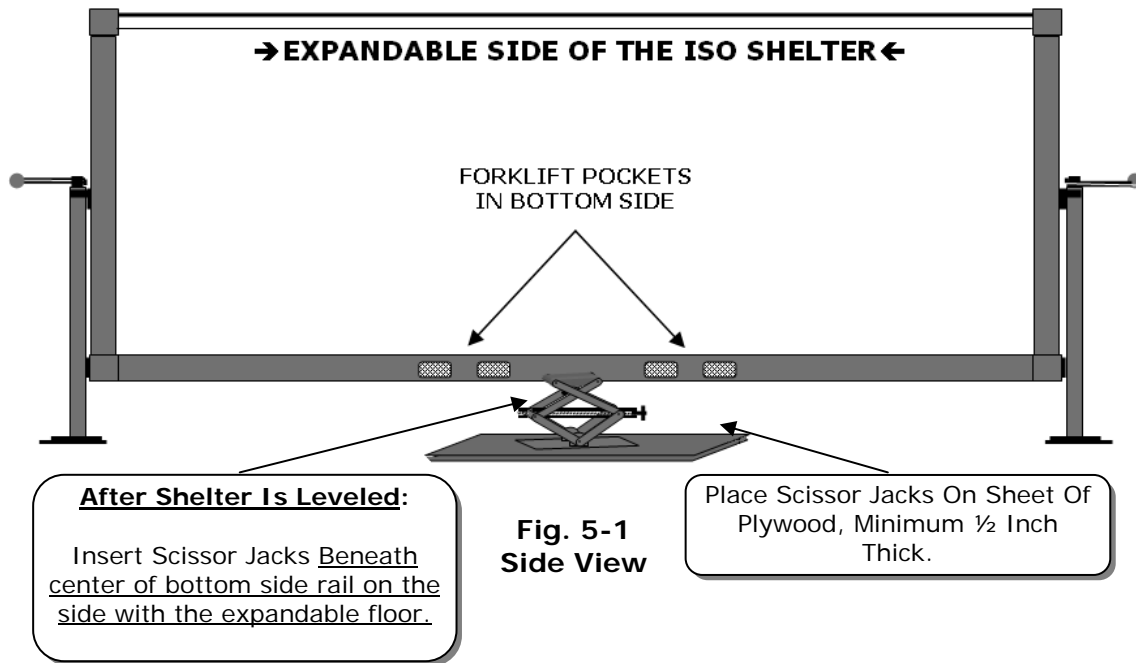 →EXPANDABLE SIDE OF THE ISO SHELTER←
FORKLIFT POCKETS
IN BOTTOM SIDE
After Shelter Is Leveled:
Insert Scissor Jacks Beneath
center of bottom side rail on the
side with the expandable floor.
Fig. 5-1
Side View
Place Scissor Jacks On Sheet Of
Plywood, Minimum ½ Inch
Thick.